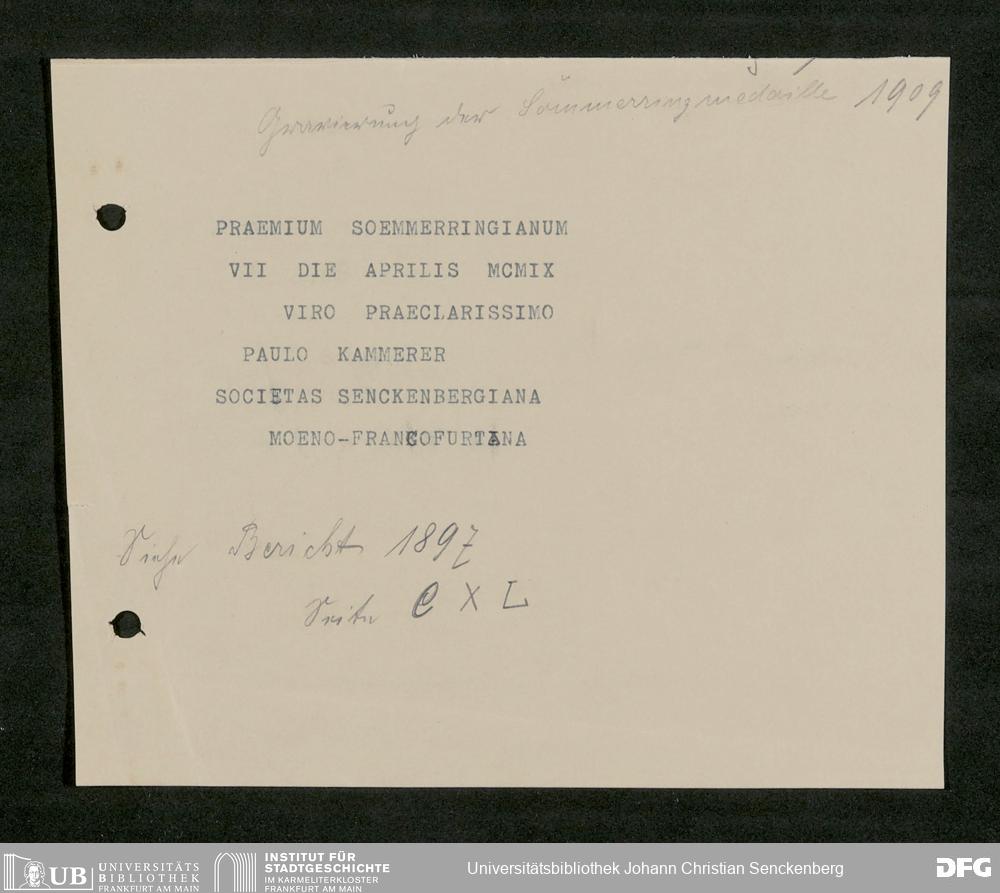 Gravierung der Sömmerringmedaille 1909
PRAEMIUM SOEMMERRINGIANUM
VII DIE APRILIS MCMIX
VIRO PRAECLARISSIMO
PAULO KAMMERER
SOCIETAS SENCKENBERGIANA
MOENO-FRANCOFURTANA
Siehe Bericht 1897
Seite C X L
UB UNIVERSITÄTS
BIBLIOTHEK
FRANKFURT AM MAIN
INSTITUT FÜR
STADTGESCHICHTE
IM KARMELITERKLOSTER
FRANKFURT AM MAIN
Universitätsbibliothek Johann Christian Senckenberg
DFG